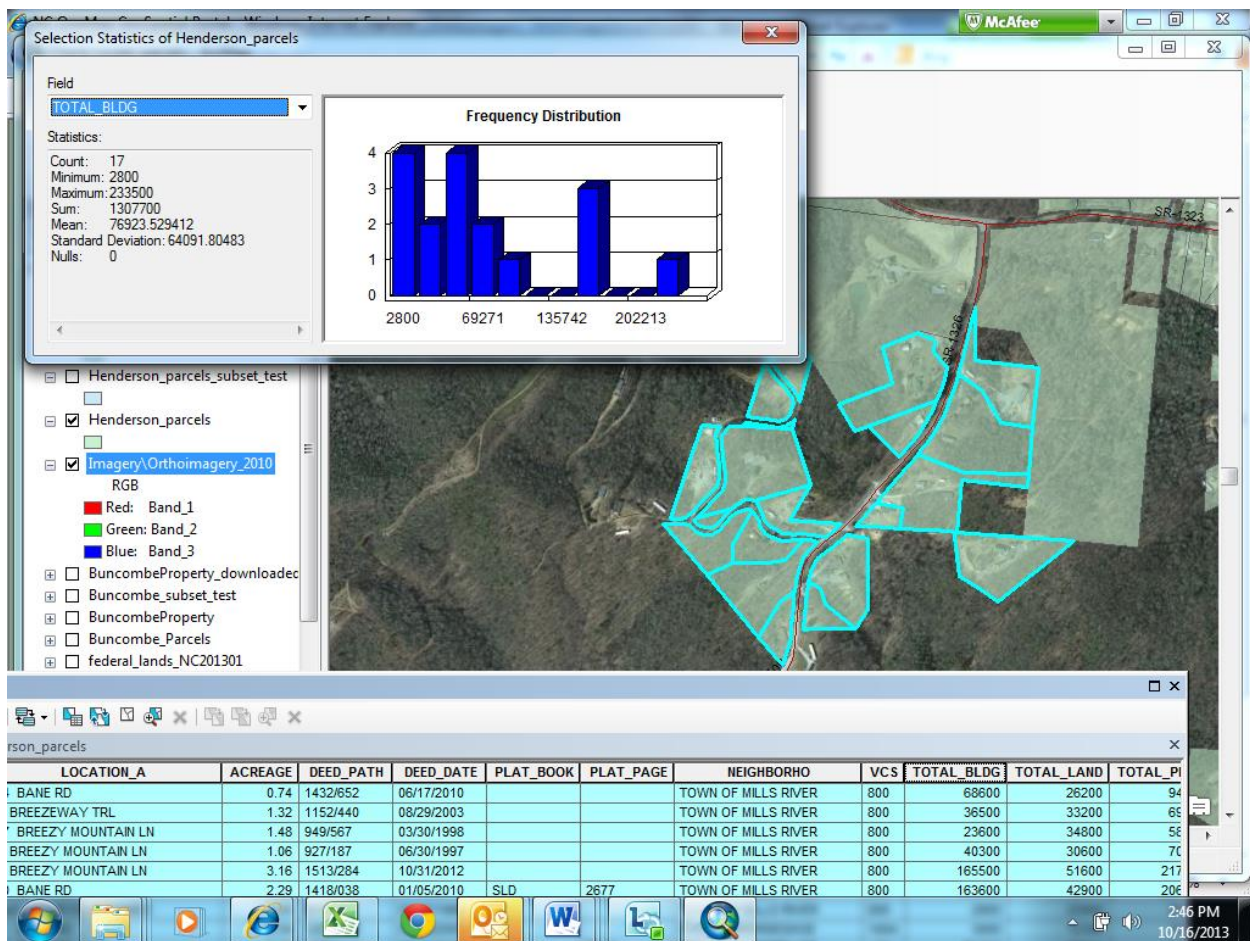 McAfee
Selection Statistics of Henderson_parcels
Field
TOTAL_BLDG
Statistics:
Count: 17
Minimum: 2800
Maximum: 233500
Sum: 1307700
Mean: 76923.529412
Standard Deviation: 64091.80483
Nulls: 0
Frequency Distribution
4
3
2
1
0
2800 69271 135742 202213
SR-1323
SR-1326
Henderson_parcels_subset_test
Henderson_parcels
Imagery\Orthoimagery_2010
RGB
Red: Band_1
Green: Band_2
Blue: Band_3
BuncombeProperty_downloaded
Buncombe_subset_test
BuncombeProperty
Buncombe_Parcels
federal_lands_NC201301
rson_parcels
LOCATION_A ACREAGE DEED_PATH DEED_DATE PLAT_BOOK PLAT_PAGE NEIGHBORHO VCS TOTAL_BLDG TOTAL_LAND TOTAL_P
BANE RD 0.74 1432/652 06/17/2010 TOWN OF MILLS RIVER 800 68600 26200 94
BREEZEWAY TRL 1.32 1152/440 08/29/2003 TOWN OF MILLS RIVER 800 36500 33200 69
BREEZY MOUNTAIN LN 1.48 949/567 03/30/1998 TOWN OF MILLS RIVER 800 23600 34800 58
BREEZY MOUNTAIN LN 1.06 927/187 06/30/1997 TOWN OF MILLS RIVER 800 40300 30600 70
BREEZY MOUNTAIN LN 3.16 1513/284 10/31/2012 TOWN OF MILLS RIVER 800 165500 51600 217
BANE RD 2.29 1418/038 01/05/2010 SLD 2677 TOWN OF MILLS RIVER 800 163600 42900 206
2:46 PM
10/16/2013